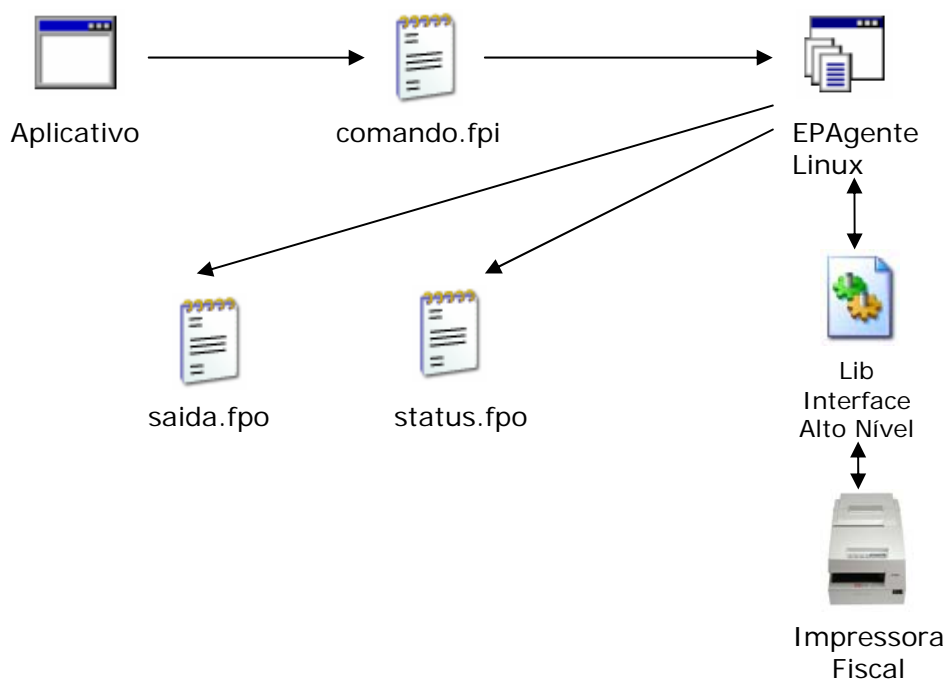 Aplicativo
comando.fpi
EPAgente
Linux
saida.fpo
status.fpo
Lib
Interface
Alto Nível
Impressora
Fiscal